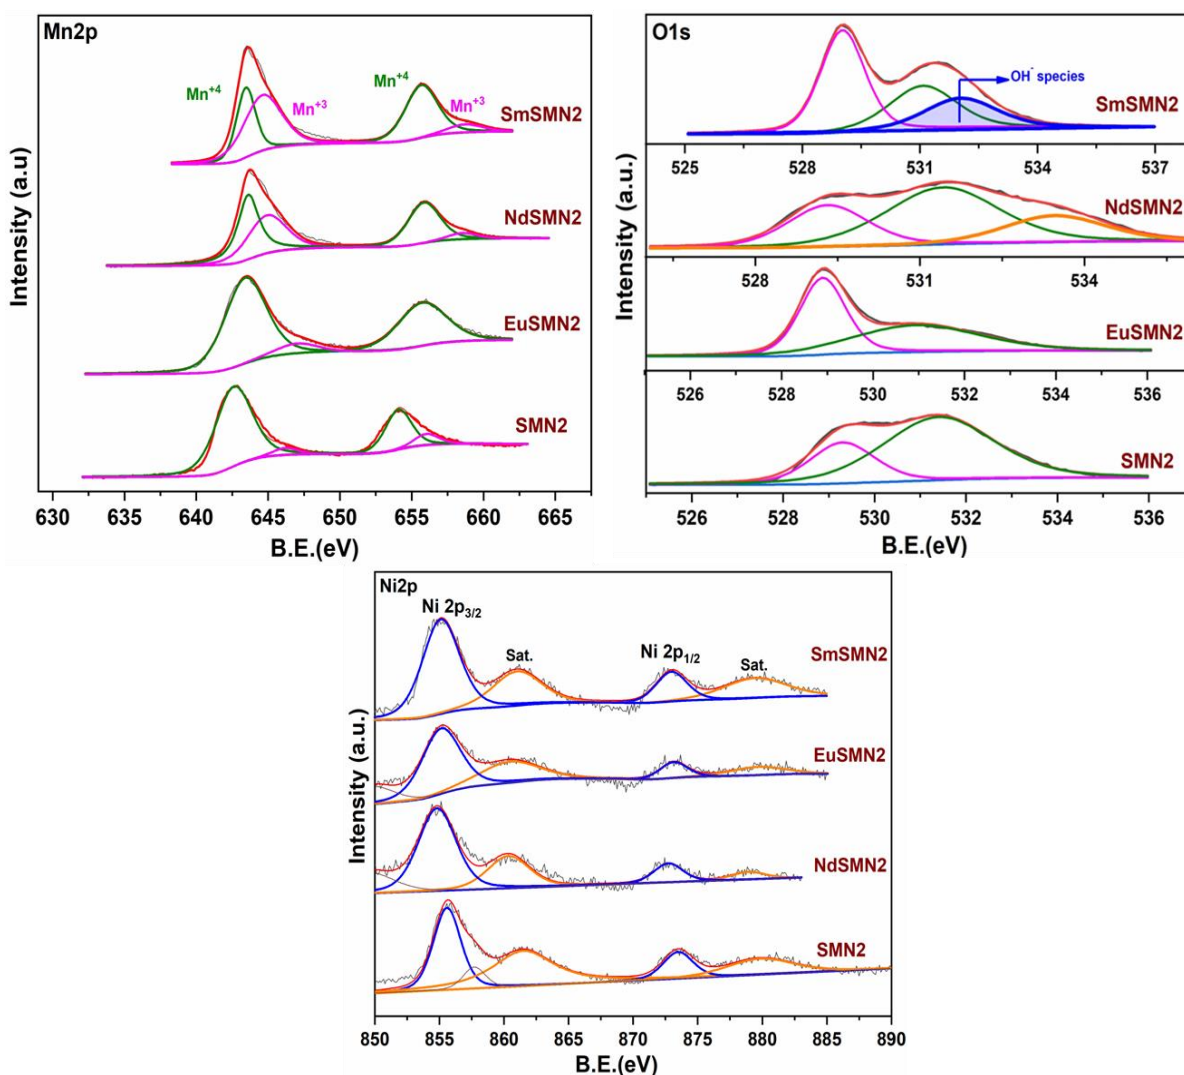 Mn2p
Mn+4
Mn+3
Mn+4
Mn+3
SmSMN2
NdSMN2
EuSMN2
SMN2
Intensity (a.u)
630 635 640 645 650 655 660 665
B.E.(eV)
O1s
OH- species
SmSMN2
525 528 531 534 537
NdSMN2
528 531 534
EuSMN2
526 528 530 532 534 536
SMN2
526 528 530 532 534 536
Intensity (a.u.)
B.E.(eV)
Ni2p
Ni 2p3/2
Sat.
Ni 2p1/2
Sat.
SmSMN2
EuSMN2
NdSMN2
SMN2
Intensity (a.u.)
850 855 860 865 870 875 880 885 890
B.E.(eV)